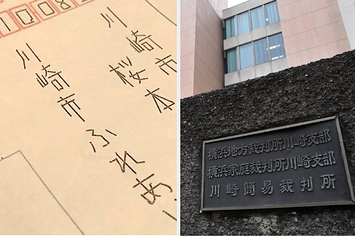 1008
川崎市
桜本
川崎市ふれあい
横浜地方裁判所川崎支部
横浜家庭裁判所川崎支部
川崎簡易裁判所